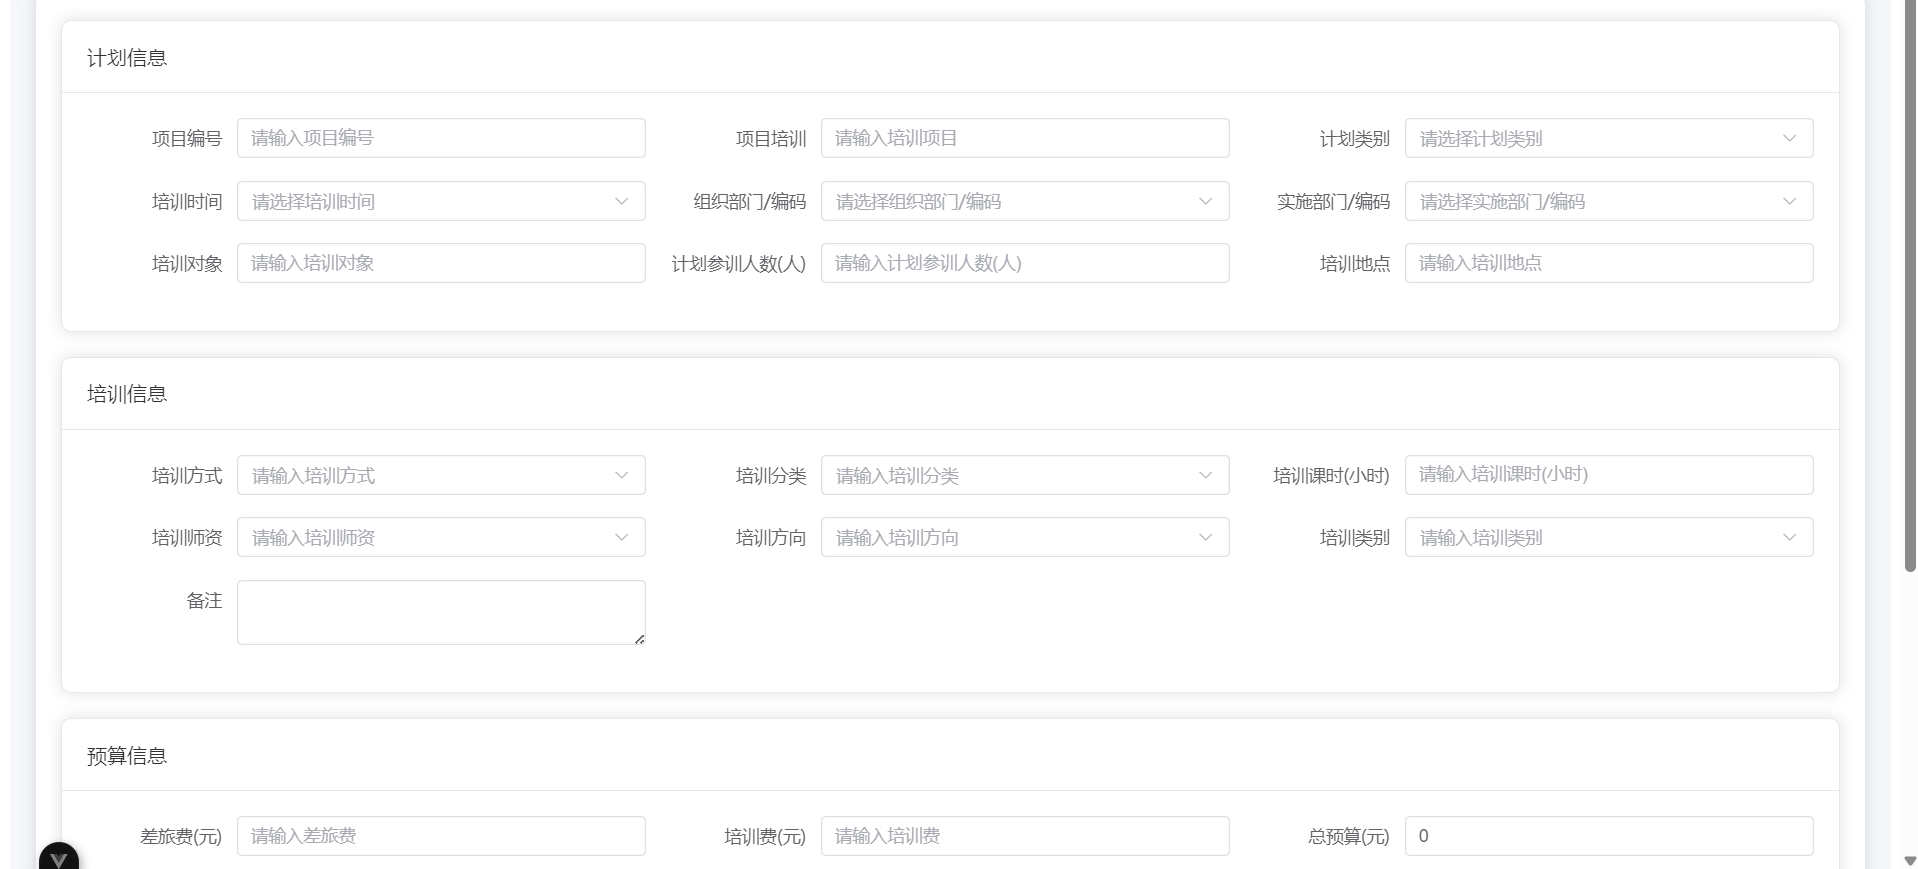 计划信息
项目编号 请输入项目编号 项目培训 请输入培训项目 计划类别 请选择计划类别
培训时间 请选择培训时间 组织部门/编码 请选择组织部门/编码 实施部门/编码 请选择实施部门/编码
培训对象 请输入培训对象 计划参训人数(人) 请输入计划参训人数(人) 培训地点 请输入培训地点
培训信息
培训方式 请输入培训方式 培训分类 请输入培训分类 培训课时(小时) 请输入培训课时(小时)
培训师资 请输入培训师资 培训方向 请输入培训方向 培训类别 请输入培训类别
备注
预算信息
差旅费(元) 请输入差旅费 培训费(元) 请输入培训费 总预算(元) 0